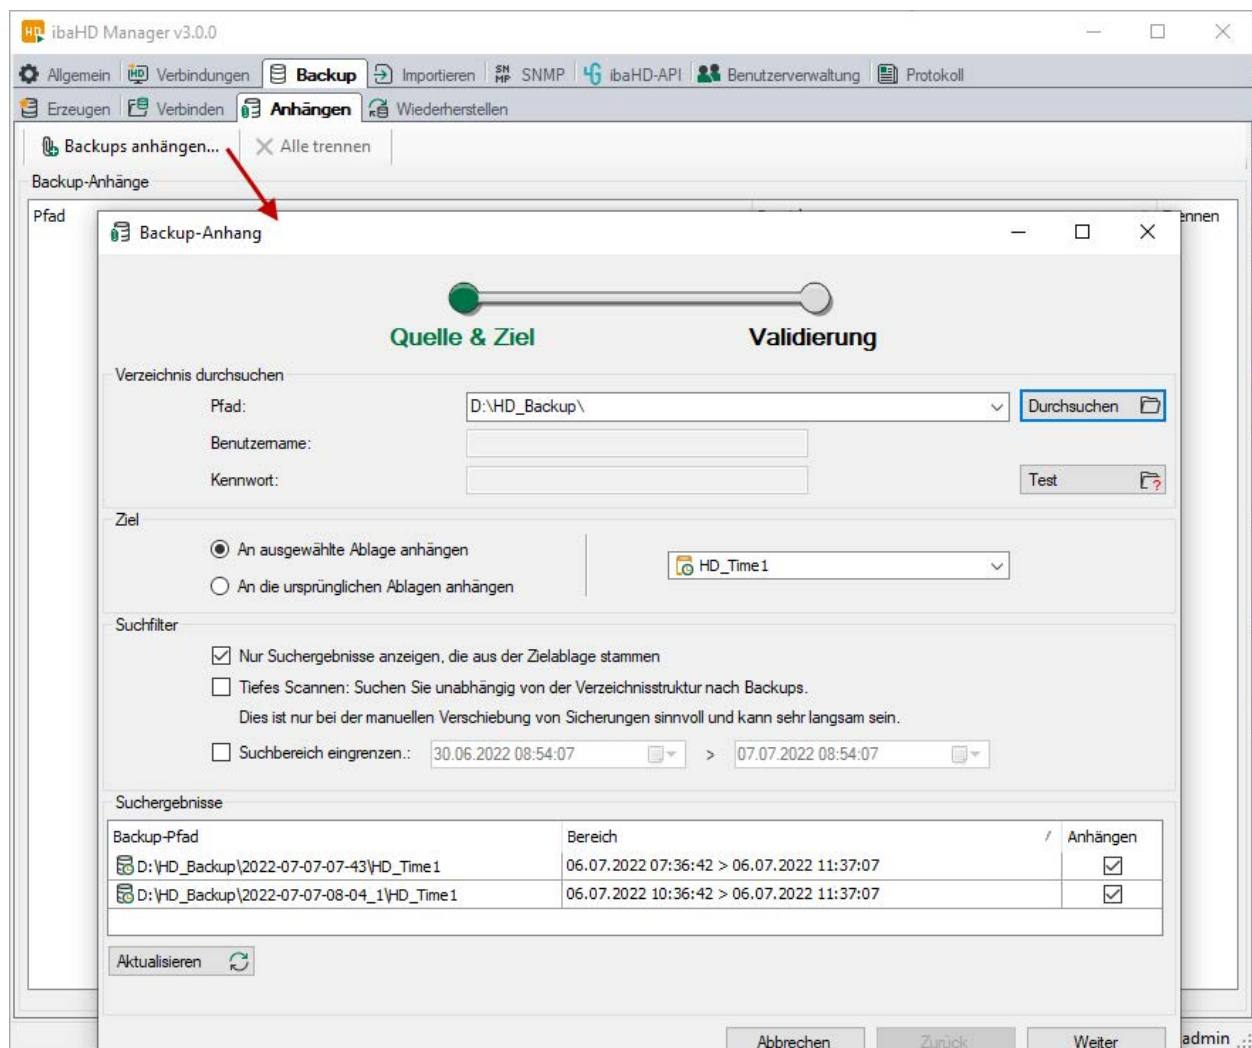 ibaHD Manager v3.0.0
Allgemein Verbindungen Backup Importieren SNMP ibaHD-API Benutzerverwaltung Protokoll
Erzeugen Verbinden Anhängen Wiederherstellen
Backups anhängen... Alle trennen
Backup-Anhänge
Pfad
Backup-Anhang
Quelle & Ziel Validierung
Verzeichnis durchsuchen
Pfad: D:\HD_Backup\ Durchsuchen
Benutzername:
Kennwort: Test
Ziel
An ausgewählte Ablage anhängen
HD_Time1
An die ursprünglichen Ablagen anhängen
Suchfilter
Nur Suchergebnisse anzeigen, die aus der Zielablage stammen
Tiefes Scannen: Suchen Sie unabhängig von der Verzeichnisstruktur nach Backups.
Dies ist nur bei der manuellen Verschiebung von Sicherungen sinnvoll und kann sehr langsam sein.
Suchbereich eingrenzen.: 30.06.2022 08:54:07 > 07.07.2022 08:54:07
Suchergebnisse
Backup-Pfad Bereich / Anhängen
D:\HD_Backup\2022-07-07-07-43\HD_Time1 06.07.2022 07:36:42 > 06.07.2022 11:37:07
D:\HD_Backup\2022-07-07-08-04_1\HD_Time1 06.07.2022 10:36:42 > 06.07.2022 11:37:07
Aktualisieren
Abbrechen Zurück Weiter
admin